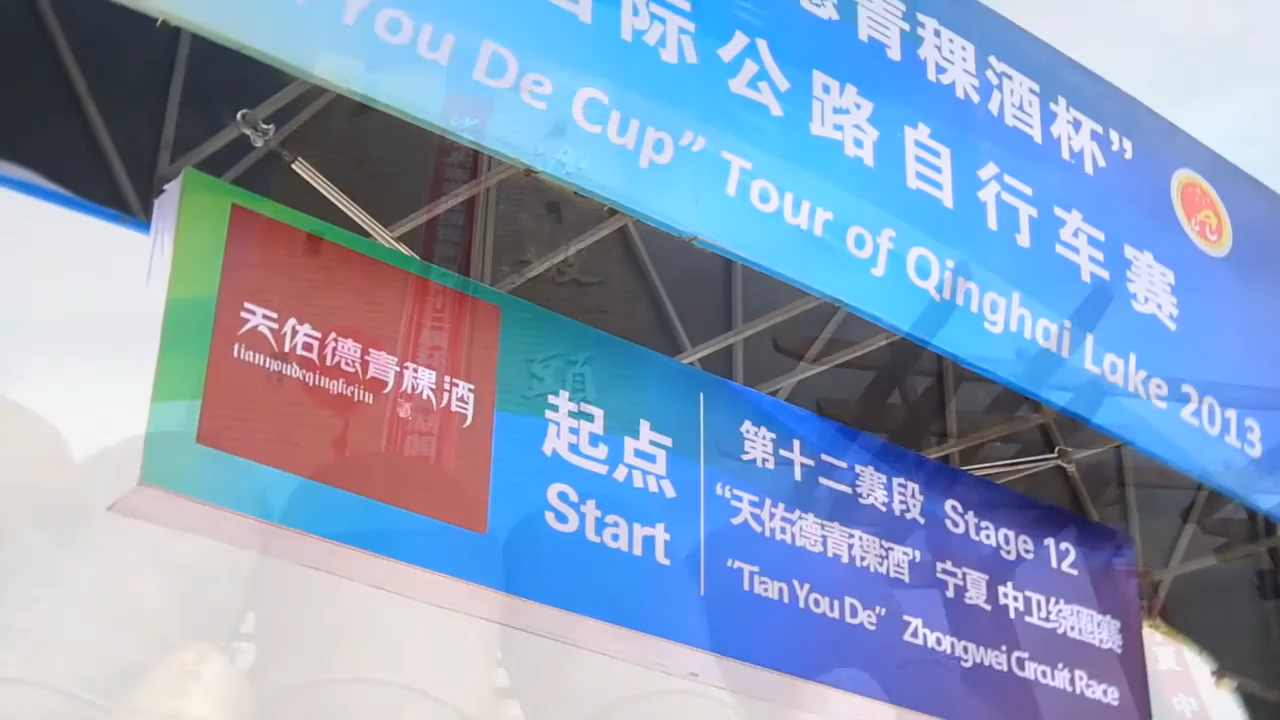 青稞酒杯”
国际公路自行车赛
You De Cup” Tour of Qinghai Lake 2013
天佑德青稞酒
tianyoudeqingkejiu
起点
Start
第十二赛段 Stage 12
“天佑德青稞酒” 宁夏 中卫绕圈赛
“Tian You De” Zhongwei Circuit Race